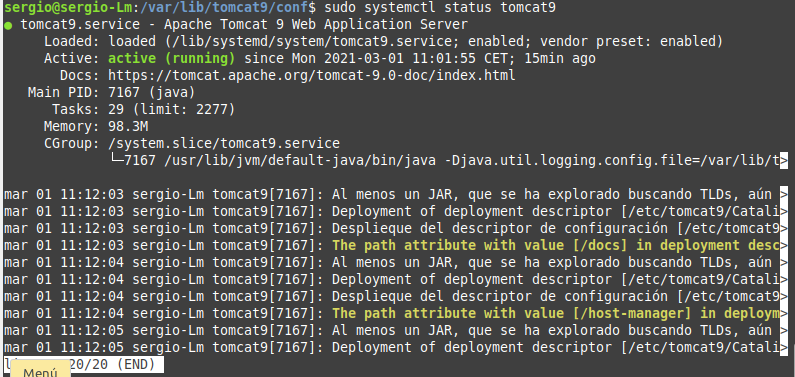 sergio@sergio-Lm:/var/lib/tomcat9/conf$ sudo systemctl status tomcat9
● tomcat9.service - Apache Tomcat 9 Web Application Server
Loaded: loaded (/lib/systemd/system/tomcat9.service; enabled; vendor preset: enabled)
Active: active (running) since Mon 2021-03-01 11:01:55 CET; 15min ago
Docs: https://tomcat.apache.org/tomcat-9.0-doc/index.html
Main PID: 7167 (java)
Tasks: 29 (limit: 2277)
Memory: 98.3M
CGroup: /system.slice/tomcat9.service
└─7167 /usr/lib/jvm/default-java/bin/java -Djava.util.logging.config.file=/var/lib/t>
mar 01 11:12:03 sergio-Lm tomcat9[7167]: Al menos un JAR, que se ha explorado buscando TLDs, aún >
mar 01 11:12:03 sergio-Lm tomcat9[7167]: Deployment of deployment descriptor [/etc/tomcat9/Catali>
mar 01 11:12:03 sergio-Lm tomcat9[7167]: Desplieque del descriptor de configuración [/etc/tomcat9>
mar 01 11:12:03 sergio-Lm tomcat9[7167]: The path attribute with value [/docs] in deployment desc>
mar 01 11:12:04 sergio-Lm tomcat9[7167]: Al menos un JAR, que se ha explorado buscando TLDs, aún >
mar 01 11:12:04 sergio-Lm tomcat9[7167]: Deployment of deployment descriptor [/etc/tomcat9/Catali>
mar 01 11:12:04 sergio-Lm tomcat9[7167]: Desplieque del descriptor de configuración [/etc/tomcat9>
mar 01 11:12:04 sergio-Lm tomcat9[7167]: The path attribute with value [/host-manager] in deploym>
mar 01 11:12:05 sergio-Lm tomcat9[7167]: Al menos un JAR, que se ha explorado buscando TLDs, aún >
mar 01 11:12:05 sergio-Lm tomcat9[7167]: Deployment of deployment descriptor [/etc/tomcat9/Catali>
20/20 (END)
Menú